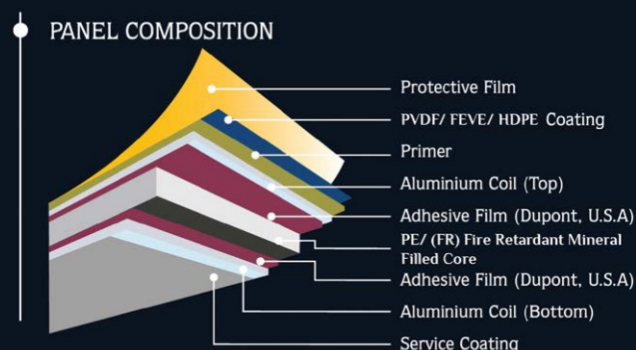 PANEL COMPOSITION
Protective Film
PVDF/ FEVE/ HDPE Coating
Primer
Aluminium Coil (Top)
Adhesive Film (Dupont, U.S.A)
PE/ (FR) Fire Retardant Mineral
Filled Core
Adhesive Film (Dupont, U.S.A)
Aluminium Coil (Bottom)
Service Coating